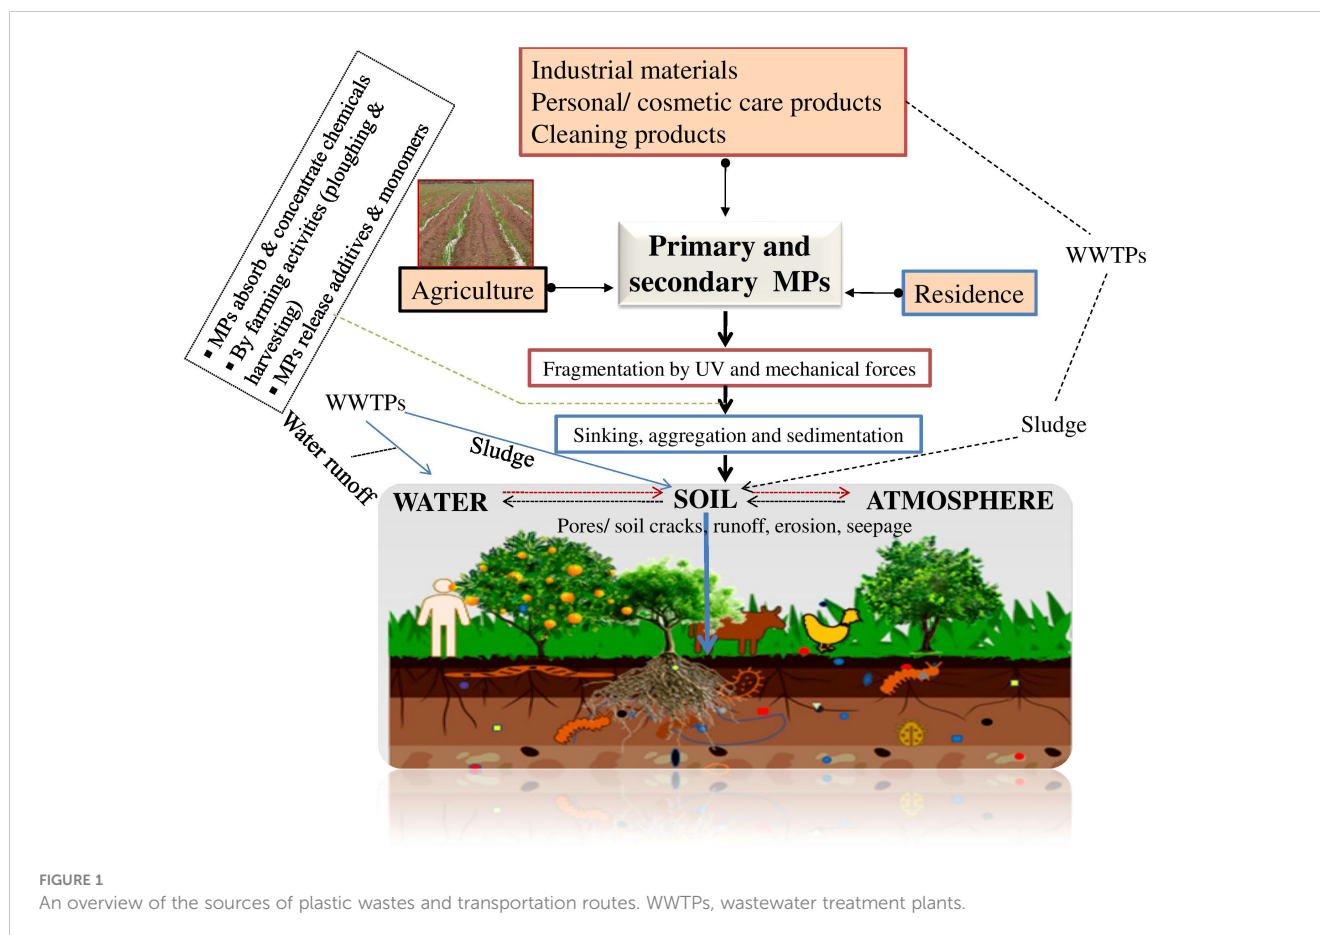 Industrial materials
Personal/ cosmetic care products
Cleaning products
▪ MPs absorb & concentrate chemicals
▪ By farming activities (ploughing &
harvesting)
▪ MPs release additives & monomers
Primary and
secondary MPs
Agriculture
Residence
WWTPs
Fragmentation by UV and mechanical forces
WWTPs
Sludge
Sinking, aggregation and sedimentation
Sludge
Water runoff
WATER
SOIL
ATMOSPHERE
Pores/ soil cracks, runoff, erosion, seepage
FIGURE 1
An overview of the sources of plastic wastes and transportation routes. WWTPs, wastewater treatment plants.